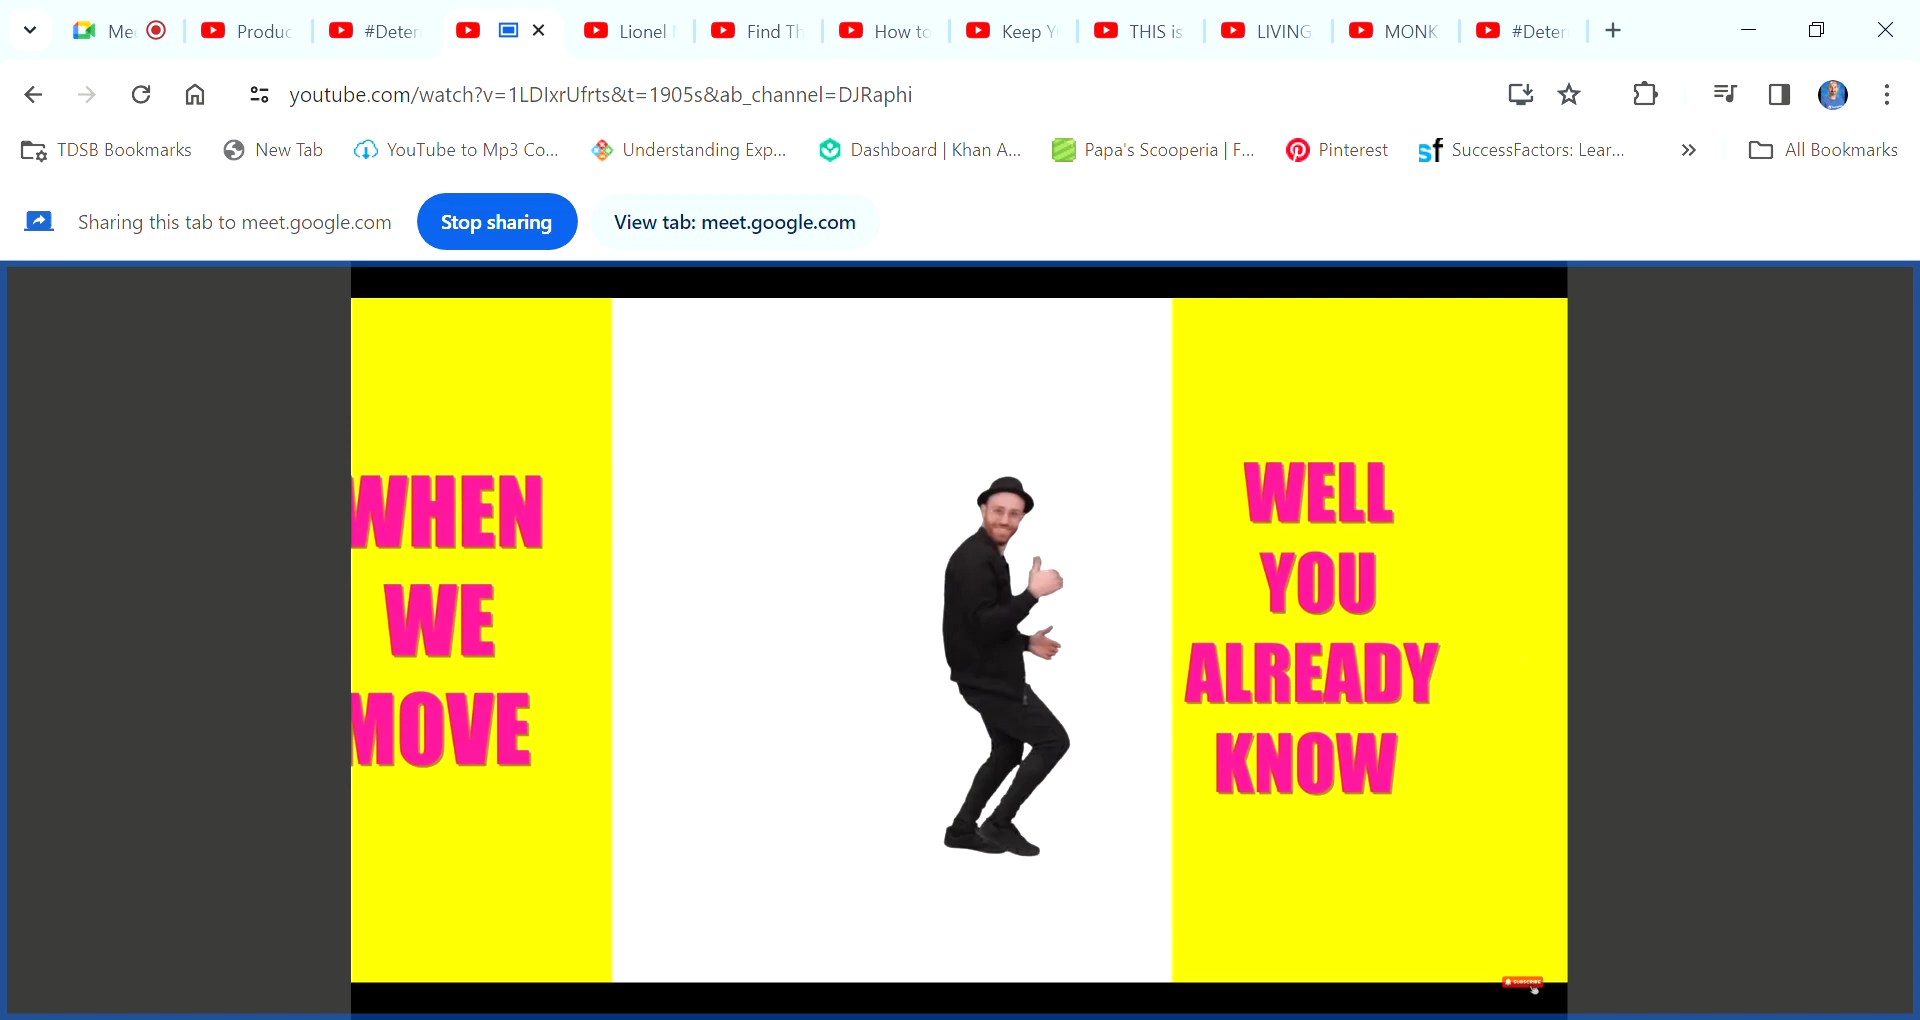 Me
Produc
#Deter
Lionel
Find Th
How to
Keep Y
THIS is
LIVING
MONK
#Deter
youtube.com/watch?v=1LDIxrUfrts&t=1905s&ab_channel=DJRaphi
TDSB Bookmarks
New Tab
YouTube to Mp3 Co...
Understanding Exp...
Dashboard | Khan A...
Papa's Scooperia | F...
Pinterest
sf SuccessFactors: Lear...
All Bookmarks
Sharing this tab to meet.google.com
Stop sharing
View tab: meet.google.com
WHEN
WE
MOVE
WELL
YOU
ALREADY
KNOW
SUBSCRIBE